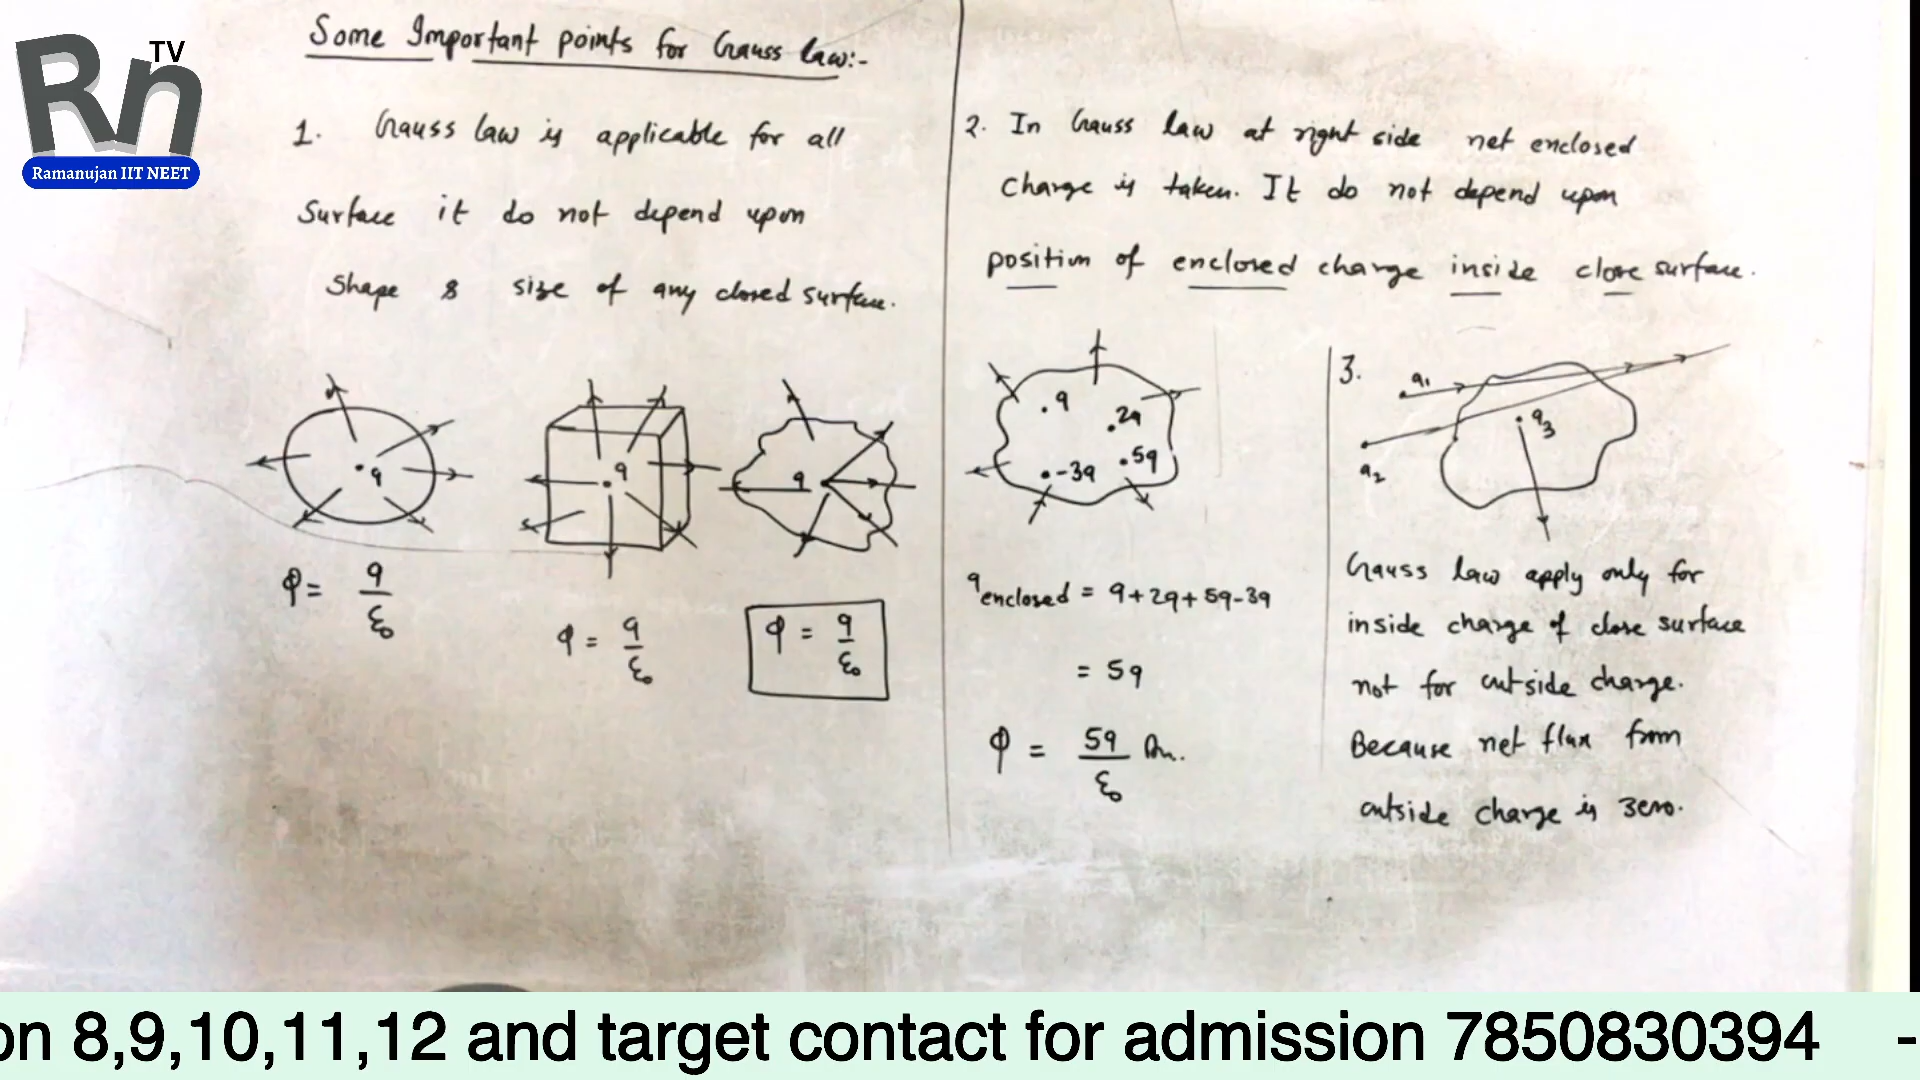 Rn TV
Ramanujan IIT NEET
Some Important points for Gauss law:-
1. Gauss law is applicable for all
Surface it do not depend upon
Shape & size of any closed surface.
q
q
q
φ = q/ε₀
φ = q/ε₀
φ = q/ε₀
2. In Gauss law at right side net enclosed
charge is taken. It do not depend upon
position of enclosed charge inside close surface.
q
2q
-3q
5q
q enclosed = q+2q+5q-3q
= 5q
φ = 5q/ε₀ An.
3.
q₁
q₂
q₃
Gauss law apply only for
inside charge of close surface
not for outside charge.
Because net flux from
outside charge is zero.
on 8,9,10,11,12 and target contact for admission 7850830394 -